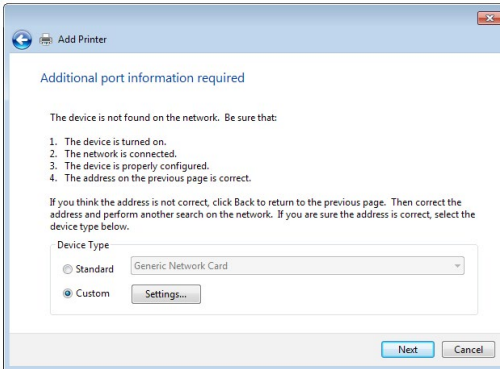 Add Printer
Additional port information required
The device is not found on the network. Be sure that:
1. The device is turned on.
2. The network is connected.
3. The device is properly configured.
4. The address on the previous page is correct.
If you think the address is not correct, click Back to return to the previous page. Then correct the
address and perform another search on the network. If you are sure the address is correct, select the
device type below.
Device Type
Standard Generic Network Card
Custom Settings...
Next Cancel